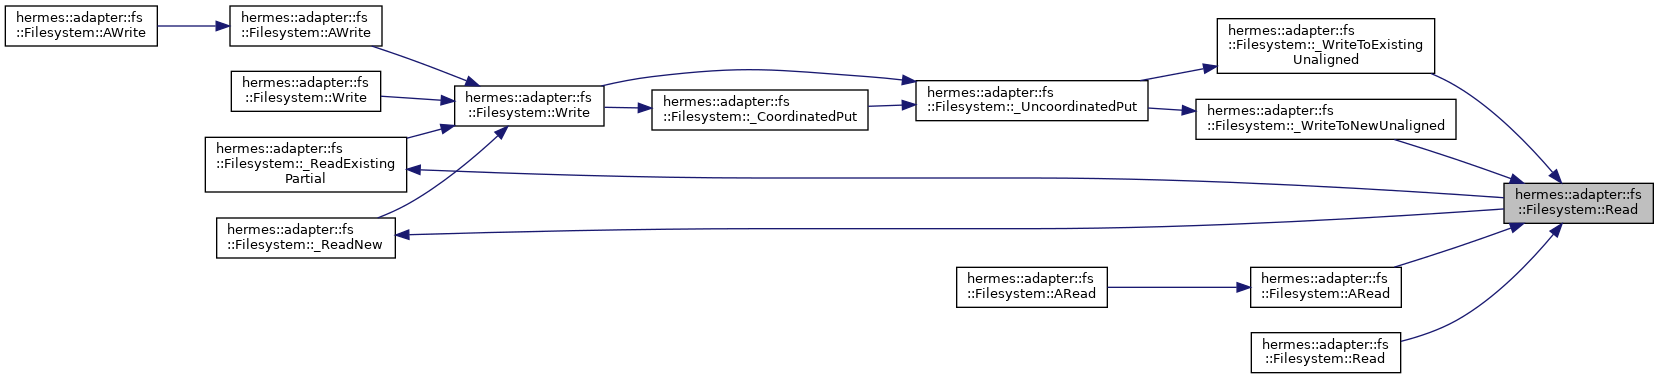 hermes::adapter::fs
::Filesystem::AWrite
hermes::adapter::fs
::Filesystem::AWrite
hermes::adapter::fs
::Filesystem::Write
hermes::adapter::fs
::Filesystem::_ReadExisting
Partial
hermes::adapter::fs
::Filesystem::_ReadNew
hermes::adapter::fs
::Filesystem::Write
hermes::adapter::fs
::Filesystem::_CoordinatedPut
hermes::adapter::fs
::Filesystem::_UncoordinatedPut
hermes::adapter::fs
::Filesystem::_WriteToExisting
Unaligned
hermes::adapter::fs
::Filesystem::_WriteToNewUnaligned
hermes::adapter::fs
::Filesystem::Read
hermes::adapter::fs
::Filesystem::ARead
hermes::adapter::fs
::Filesystem::ARead
hermes::adapter::fs
::Filesystem::Read